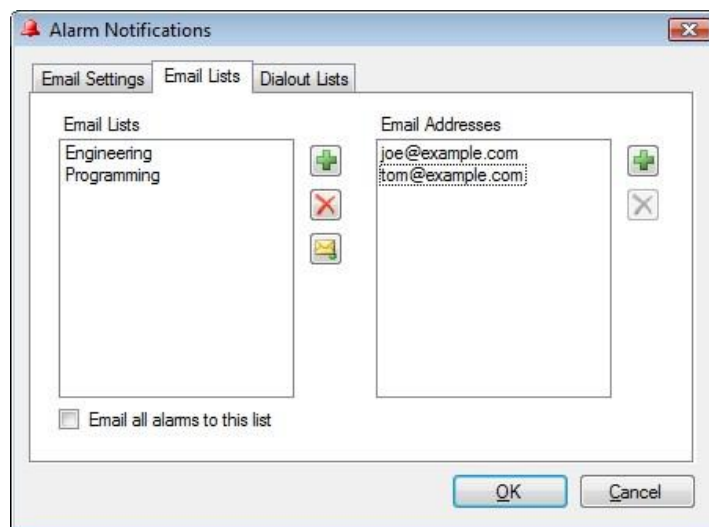 Alarm Notifications
Email Settings Email Lists Dialout Lists
Email Lists
Engineering
Programming
Email Addresses
joe@example.com
tom@example.com
Email all alarms to this list
OK Cancel